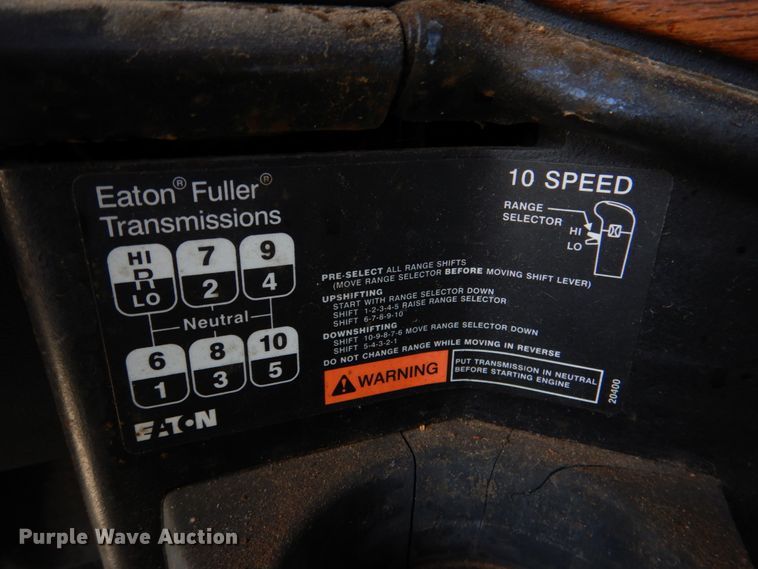 Eaton® Fuller®
Transmissions
10 SPEED
RANGE
SELECTOR
HI
LO
HI 7 9
R 2 4
LO
Neutral
6 8 10
1 3 5
PRE-SELECT ALL RANGE SHIFTS
(MOVE RANGE SELECTOR BEFORE MOVING SHIFT LEVER)
UPSHIFTING
START WITH RANGE SELECTOR DOWN
SHIFT 1-2-3-4-5 RAISE RANGE SELECTOR
SHIFT 6-7-8-9-10
DOWNSHIFTING
SHIFT 10-9-8-7-6 MOVE RANGE SELECTOR DOWN
SHIFT 5-4-3-2-1
DO NOT CHANGE RANGE WHILE MOVING IN REVERSE
WARNING
PUT TRANSMISSION IN NEUTRAL
BEFORE STARTING ENGINE
20400
EATON
Purple Wave Auction